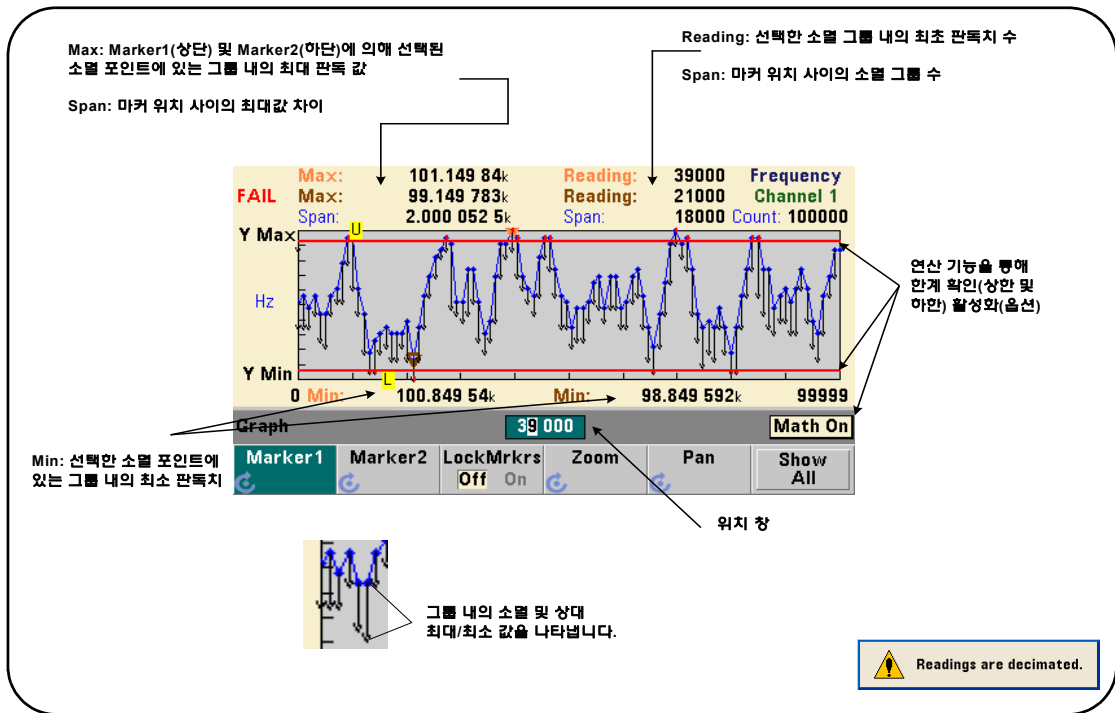 Max: Marker1(상단) 및 Marker2(하단)에 의해 선택된
소멸 포인트에 있는 그룹 내의 최대 판독 값
Span: 마커 위치 사이의 최대값 차이
Reading: 선택한 소멸 그룹 내의 최초 판독치 수
Span: 마커 위치 사이의 소멸 그룹 수
Max: 101.149 84k Reading: 39000 Frequency
FAIL Max: 99.149 783k Reading: 21000 Channel 1
Span: 2.000 052 5k Span: 18000 Count: 100000
Y Max
U
Hz
Y Min
L
0 Min: 100.849 54k Min: 98.849 592k 99999
연산 기능을 통해
한계 확인(상한 및
하한) 활성화(옵션)
Graph 39 000 Math On
Marker1 Marker2 LockMrkrs Zoom Pan Show
Off On All
Min: 선택한 소멸 포인트에
있는 그룹 내의 최소 판독치
위치 창
그룹 내의 소멸 및 상대
최대/최소 값을 나타냅니다.
Readings are decimated.